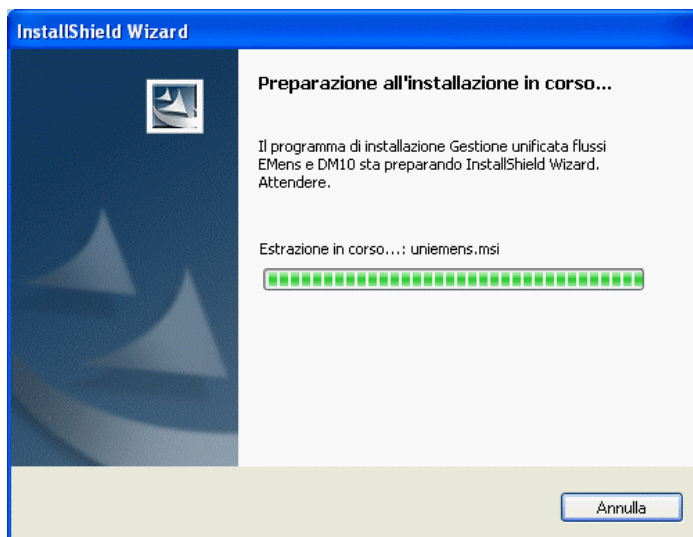 InstallShield Wizard
Preparazione all'installazione in corso...
Il programma di installazione Gestione unificata flussi
EMens e DM10 sta preparando InstallShield Wizard.
Attendere.
Estrazione in corso...: uniemens.msi
Annulla